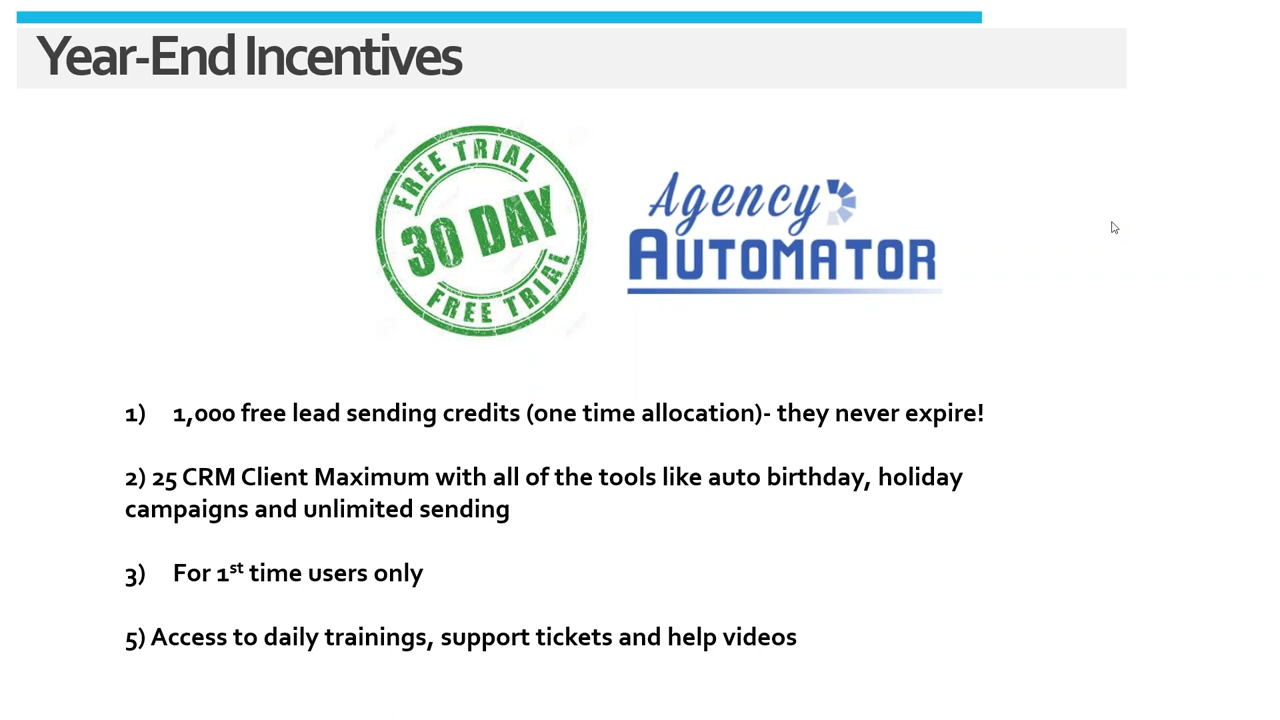 Year-End Incentives
FREE TRIAL
30 DAY
FREE TRIAL
Agency
AUTOMATOR
1) 1,000 free lead sending credits (one time allocation)- they never expire!
2) 25 CRM Client Maximum with all of the tools like auto birthday, holiday
campaigns and unlimited sending
3) For 1st time users only
5) Access to daily trainings, support tickets and help videos